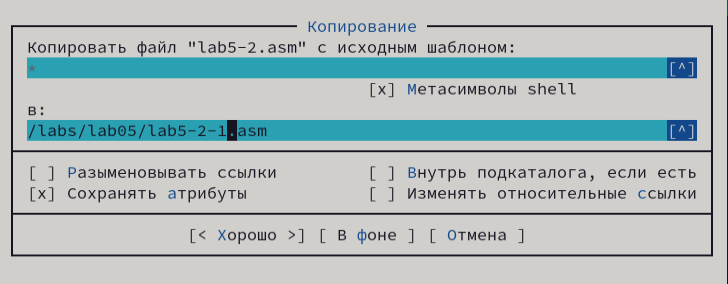 Копирование
Копировать файл "lab5-2.asm" с исходным шаблоном:
* [^]
[x] Метасимволы shell
в:
/labs/lab05/lab5-2-1.asm [^]
[ ] Разыменовывать ссылки [ ] Внутрь подкаталога, если есть
[x] Сохранять атрибуты [ ] Изменять относительные ссылки
[< Хорошо >] [ В фоне ] [ Отмена ]